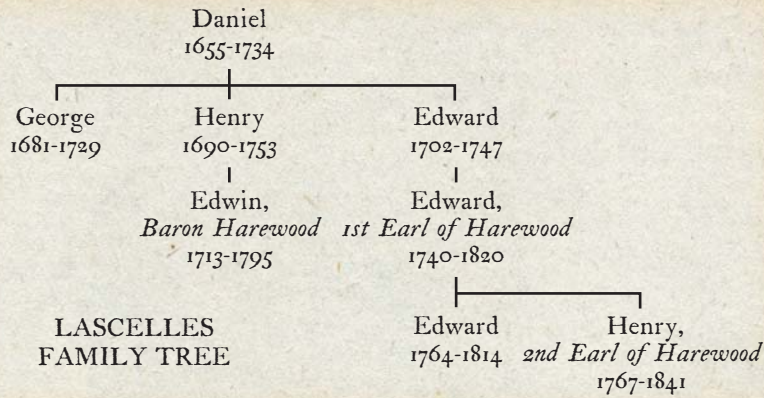 Daniel
1655-1734
George Henry Edward
1681-1729 1690-1753 1702-1747
Edwin, Edward,
Baron Harewood 1st Earl of Harewood
1713-1795 1740-1820
LASCELLES Edward Henry,
FAMILY TREE 1764-1814 2nd Earl of Harewood
1767-1841